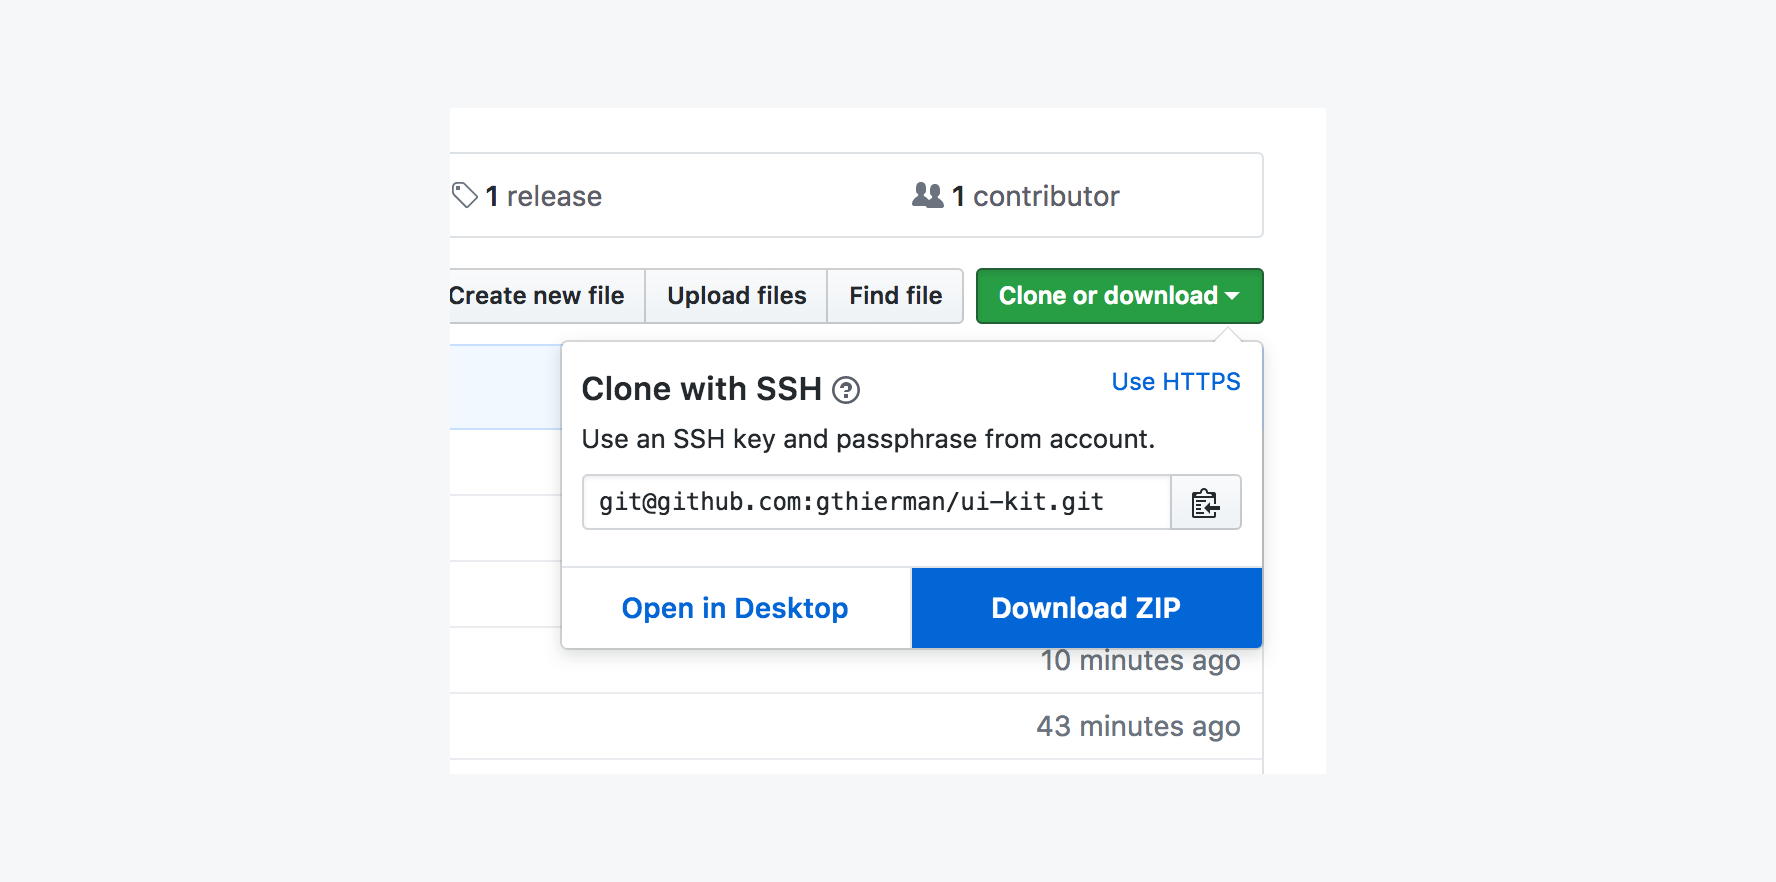 1 release
1 contributor
Create new file
Upload files
Find file
Clone or download
Clone with SSH
Use HTTPS
Use an SSH key and passphrase from account.
git@github.com:gthierman/ui-kit.git
Open in Desktop
Download ZIP
10 minutes ago
43 minutes ago